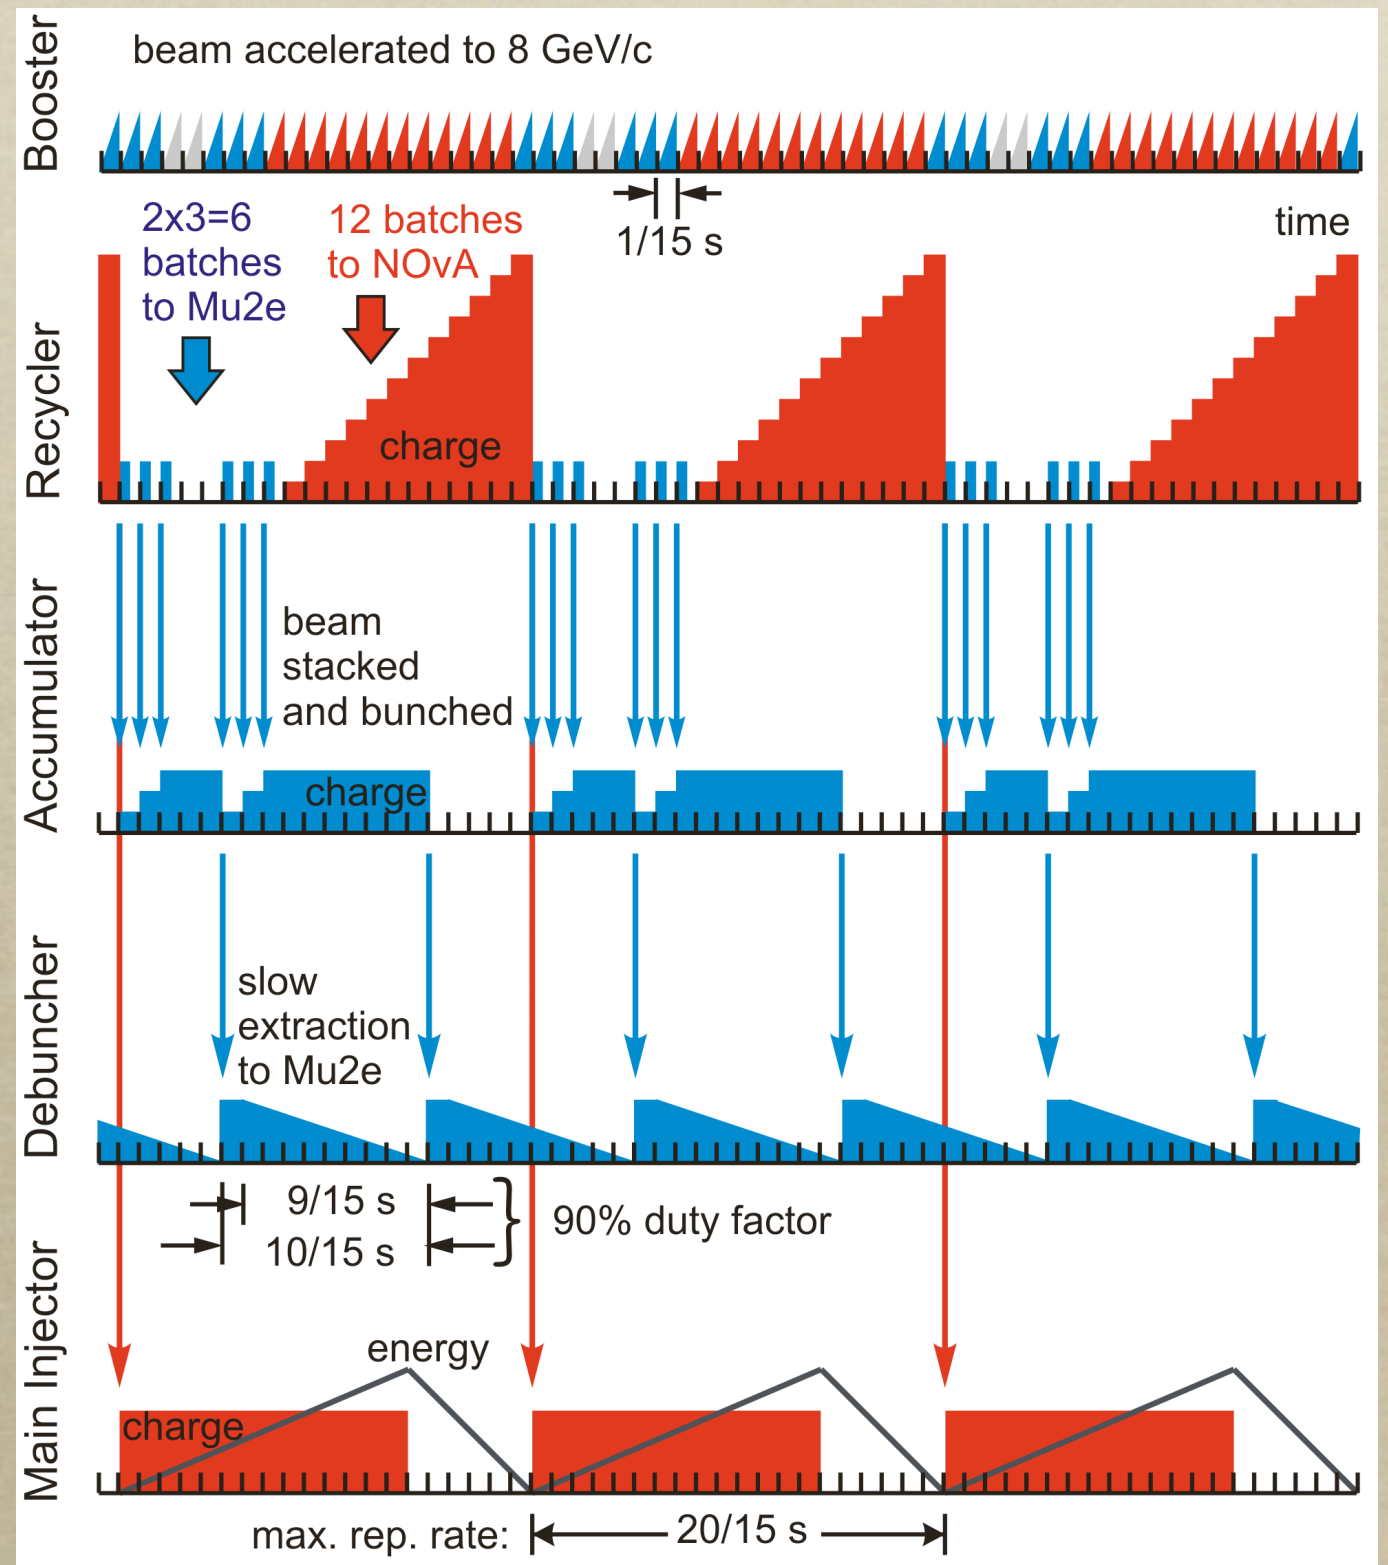 Booster
beam accelerated to 8 GeV/c
1/15 s
time
Recycler
2x3=6
batches
to Mu2e
12 batches
to NOvA
charge
Accumulator
beam
stacked
and bunched
charge
Debuncher
slow
extraction
to Mu2e
9/15 s
10/15 s
} 90% duty factor
Main Injector
energy
charge
max. rep. rate:
20/15 s